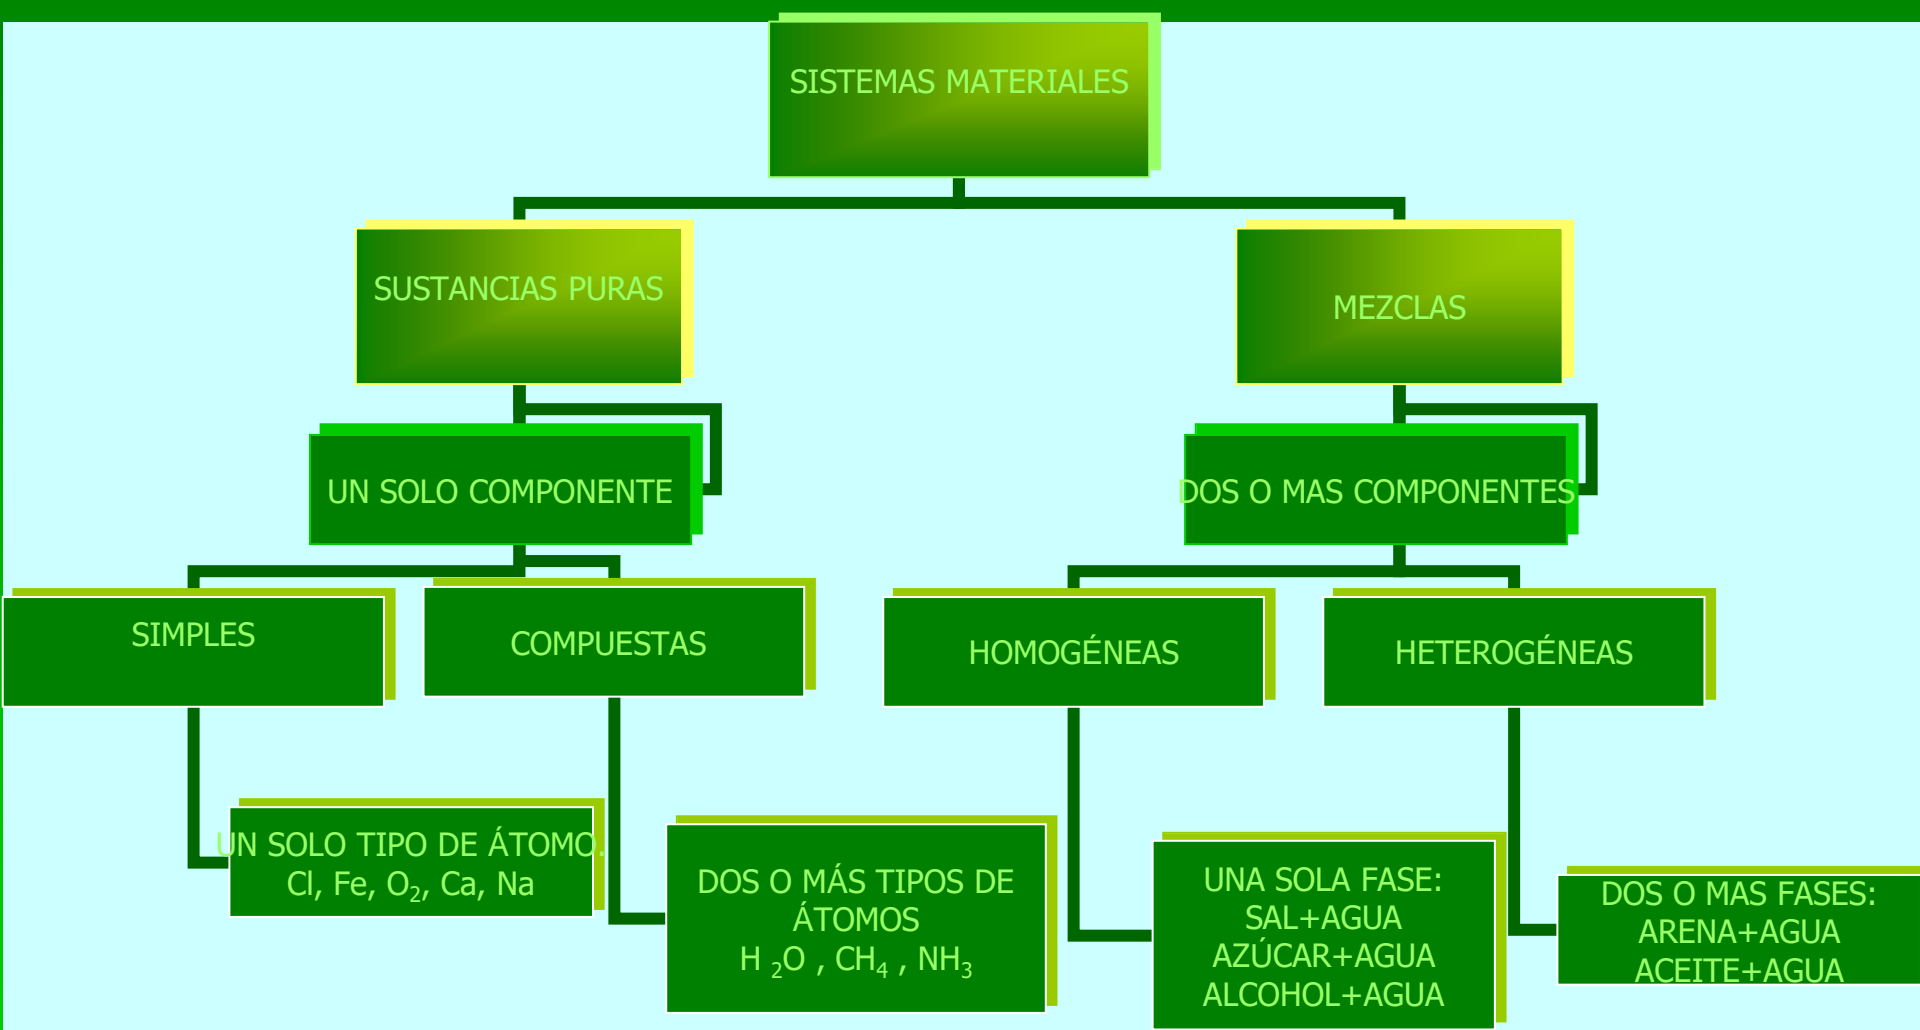 SISTEMAS MATERIALES
SUSTANCIAS PURAS
MEZCLAS
UN SOLO COMPONENTE
DOS O MAS COMPONENTES
SIMPLES
COMPUESTAS
HOMOGÉNEAS
HETEROGÉNEAS
UN SOLO TIPO DE ÁTOMO.
Cl, Fe, O₂, Ca, Na
DOS O MÁS TIPOS DE
ÁTOMOS
H ₂O , CH₄ , NH₃
UNA SOLA FASE:
SAL+AGUA
AZÚCAR+AGUA
ALCOHOL+AGUA
DOS O MAS FASES:
ARENA+AGUA
ACEITE+AGUA